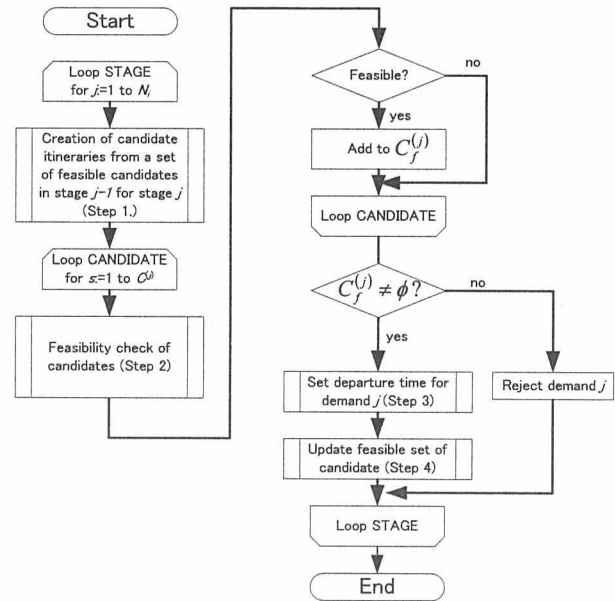 Start
Loop STAGE
for j:=1 to Ni
Creation of candidate
itineraries from a set
of feasible candidates
in stage j-1 for stage j
(Step 1.)
Loop CANDIDATE
for s:=1 to C(j)
Feasibility check of
candidates (Step 2)
Feasible?
no
yes
Add to Cf(j)
Loop CANDIDATE
Cf(j) ≠ ϕ?
no
yes
Set departure time for
demand j (Step 3)
Reject demand j
Update feasible set of
candidate (Step 4)
Loop STAGE
End